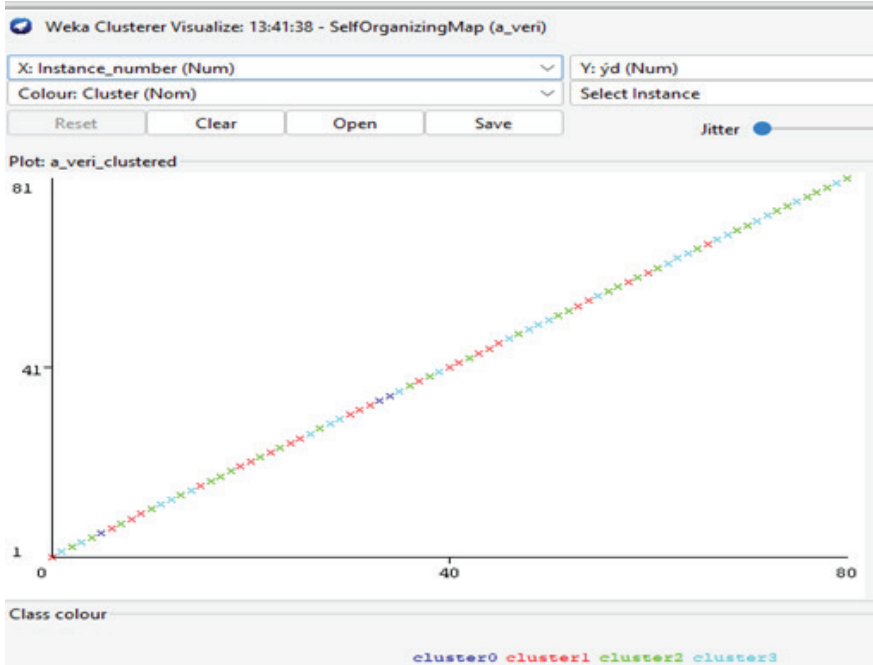 Weka Clusterer Visualize: 13:41:38 - SelfOrganizingMap (a_veri)
X: Instance_number (Num) Y: ýd (Num)
Colour: Cluster (Nom) Select Instance
Reset Clear Open Save Jitter
Plot: a_veri_clustered
81
41
1
0 40 80
Class colour
cluster0 cluster1 cluster2 cluster3